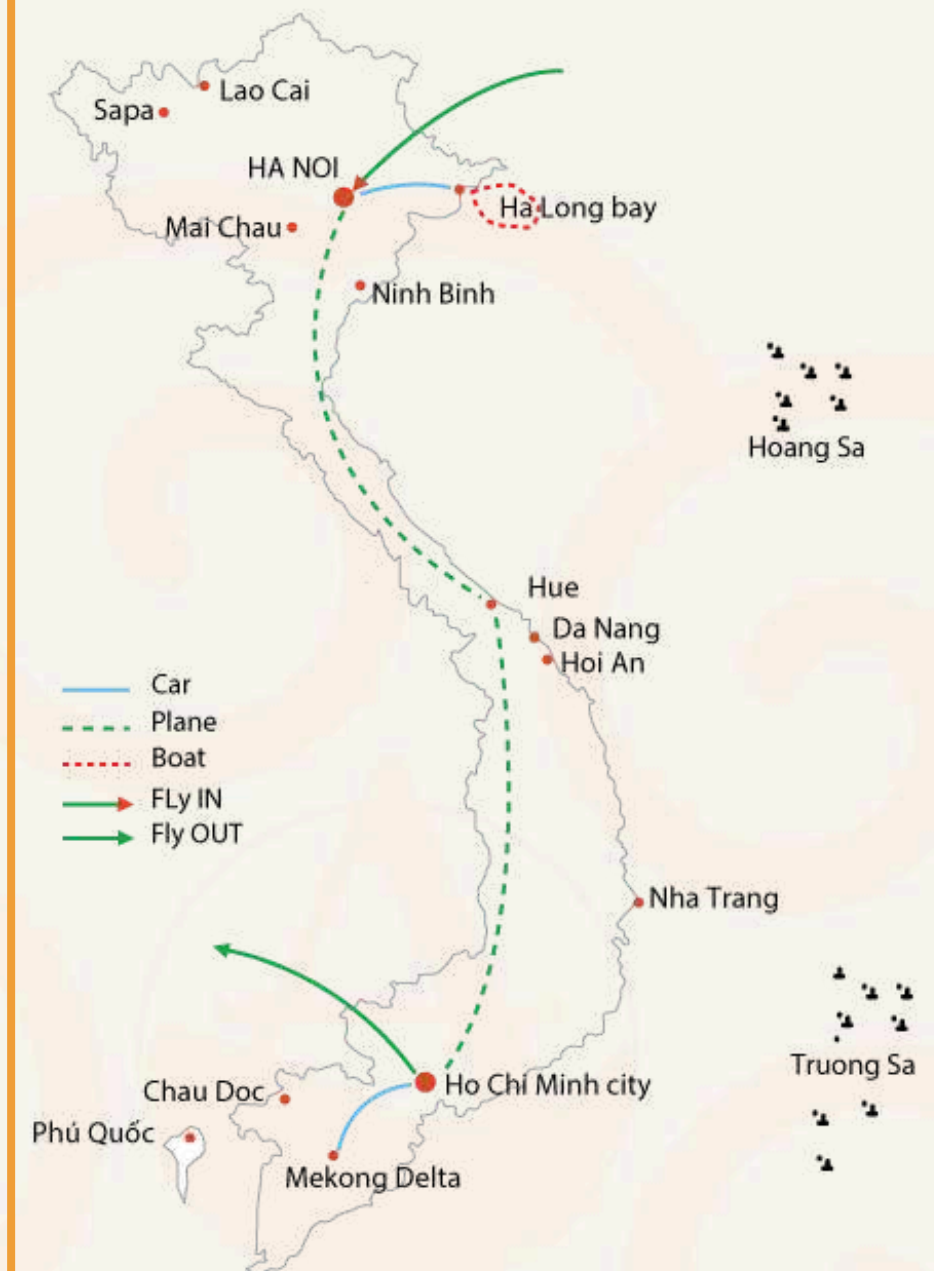 Lao Cai
Sapa
HA NOI
Ha Long bay
Mai Chau
Ninh Binh
Hoang Sa
Hue
Da Nang
Hoi An
Car
Plane
Boat
FLy IN
Fly OUT
Nha Trang
Truong Sa
Ho Chi Minh city
Chau Doc
Phú Quốc
Mekong Delta